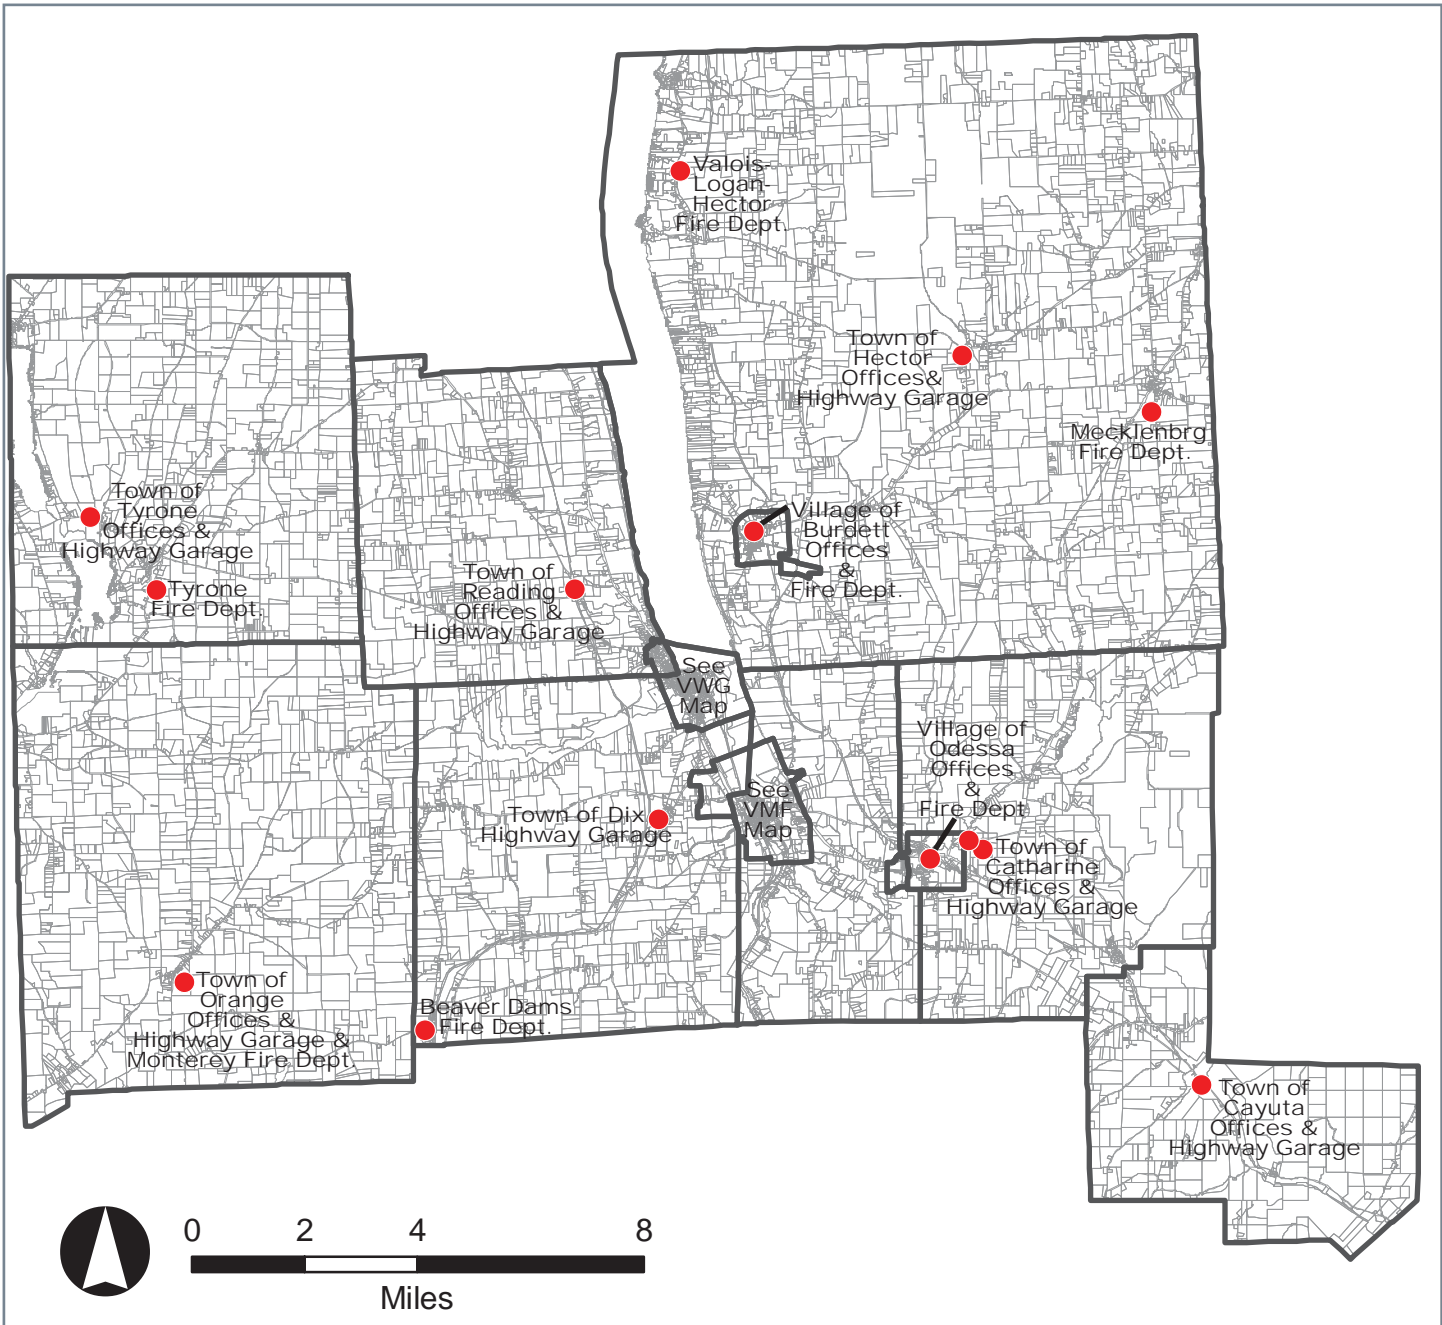 Valois-
Logan-
Hector
Fire Dept.
Town of
Hector
Offices&
Highway Garage
Mecklenbrg
Fire Dept.
Town of
Tyrone
Offices &
Highway Garage
Tyrone
Fire Dept.
Town of
Reading
Offices &
Highway Garage
Village of
Burdett
Offices
&
Fire Dept.
See
VWG
Map
Village of
Odessa
Offices
&
Fire Dept
See
VMF
Map
Town of Dix
Highway Garage
Town of
Catharine
Offices &
Highway Garage
Town of
Orange
Offices &
Highway Garage &
Monterey Fire Dept.
Beaver Dams
Fire Dept.
Town of
Cayuta
Offices &
Highway Garage
0 2 4 8
Miles